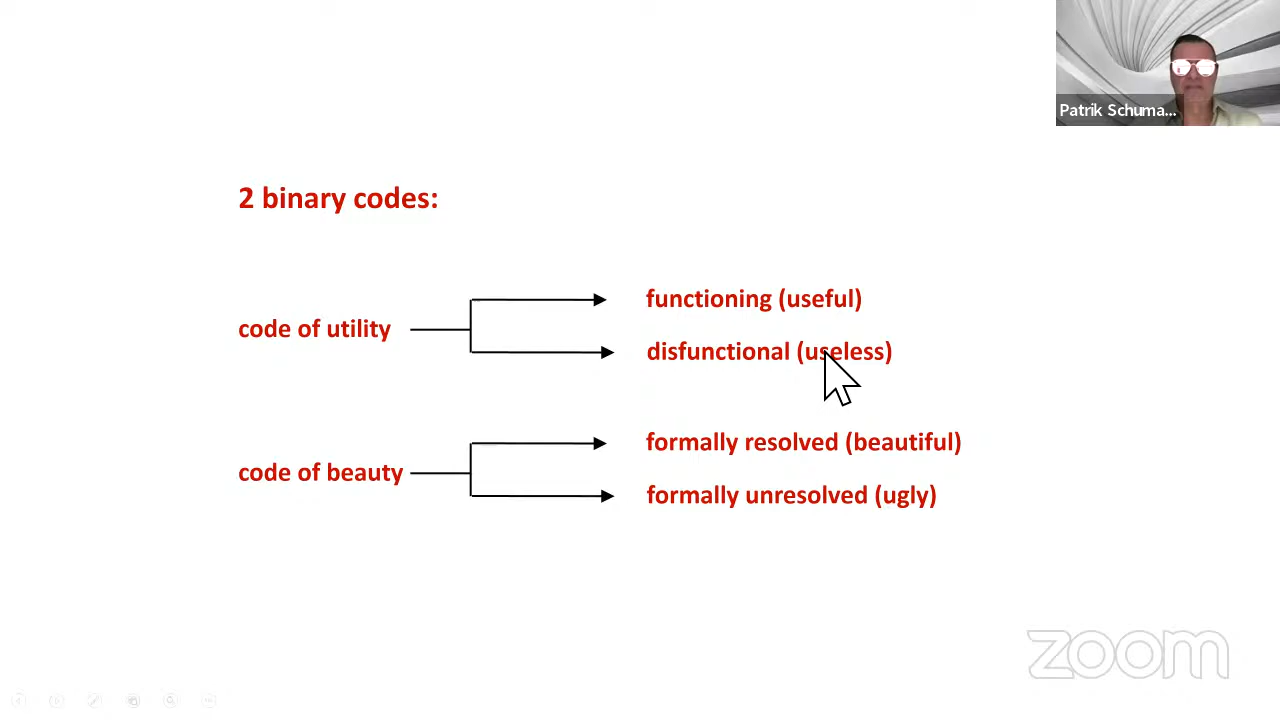 Patrik Schuma...
2 binary codes:
functioning (useful)
code of utility
disfunctional (useless)
formally resolved (beautiful)
code of beauty
formally unresolved (ugly)
zoom